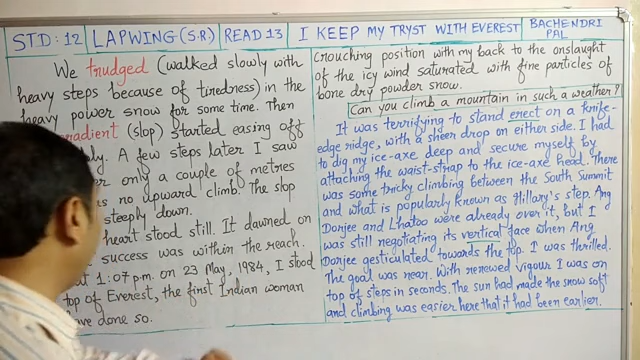 STD: 12
LAPWING (S.R)
READ 13
I KEEP MY TRYST WITH EVEREST
BACHENDRI
PAL
We trudged (walked slowly with
heavy steps because of tiredness) in the
heavy power snow for some time. Then
gradient (slop) started easing off
A few steps later I saw
only a couple of metres
no upward climb. The slop
steeply down.
heart stood still. It dawned on
success was within the reach.
1:07 p.m. on 23 May, 1984, I stood
top of Everest, the first Indian woman
done so.
Crouching position with my back to the onslaught
of the icy wind saturated with fine particles of
bone dry powder snow.
Can you climb a mountain in such a weather?
It was terrifying to stand erect on a knife-
edge ridge, with a sheer drop on either side. I had
to dig my ice-axe deep and secure myself by
attaching the waist-strap to the ice-axe head. There
was some tricky climbing between the South Summit
and what is popularly known as Hillary's step. Ang
Dorjee and Lhatoo were already over it, but I
was still negotiating its vertical face when Ang
Dorjee gesticulated towards the top. I was thrilled.
The goal was near. With renewed vigour I was on
top of steps in seconds. The sun had made the snow soft
and climbing was easier here that it had been earlier.